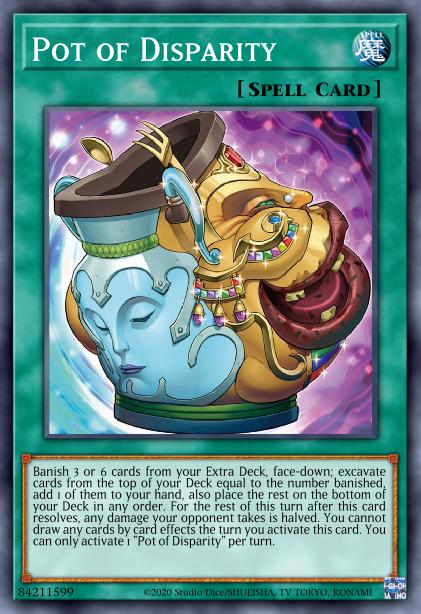 POT OF DISPARITY
SPELL
魔
[SPELL CARD]
Banish 3 or 6 cards from your Extra Deck, face-down; excavate
cards from the top of your Deck equal to the number banished,
add 1 of them to your hand, also place the rest on the bottom
of your Deck in any order. For the rest of this turn after this card
resolves, any damage your opponent takes is halved. You cannot
draw any cards by card effects the turn you activate this card. You
can only activate 1 "Pot of Disparity" per turn.
84211599
©2020 Studio Dice/SHUEISHA, TV TOKYO, KONAMI